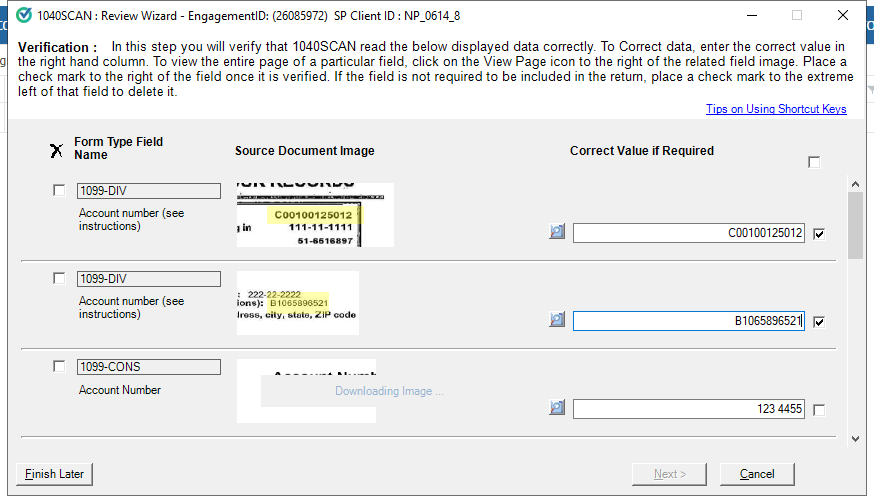 1040SCAN : Review Wizard - EngagementID: (26085972) SP Client ID : NP_0614_8
Verification : In this step you will verify that 1040SCAN read the below displayed data correctly. To Correct data, enter the correct value in
the right hand column. To view the entire page of a particular field, click on the View Page icon to the right of the related field image. Place a
check mark to the right of the field once it is verified. If the field is not required to be included in the return, place a check mark to the extreme
left of that field to delete it.
Tips on Using Shortcut Keys
X Form Type Field
Name
Source Document Image
Correct Value if Required
1099-DIV
Account number (see
instructions)
C00100125012
g in 111-11-1111
51-6516897
C00100125012
1099-DIV
Account number (see
instructions)
: 222-22-2222
ions): B1065896521
dress, city, state, ZIP code
B1065896521
1099-CONS
Account Number
Downloading Image ...
123 4455
Finish Later
Next >
Cancel